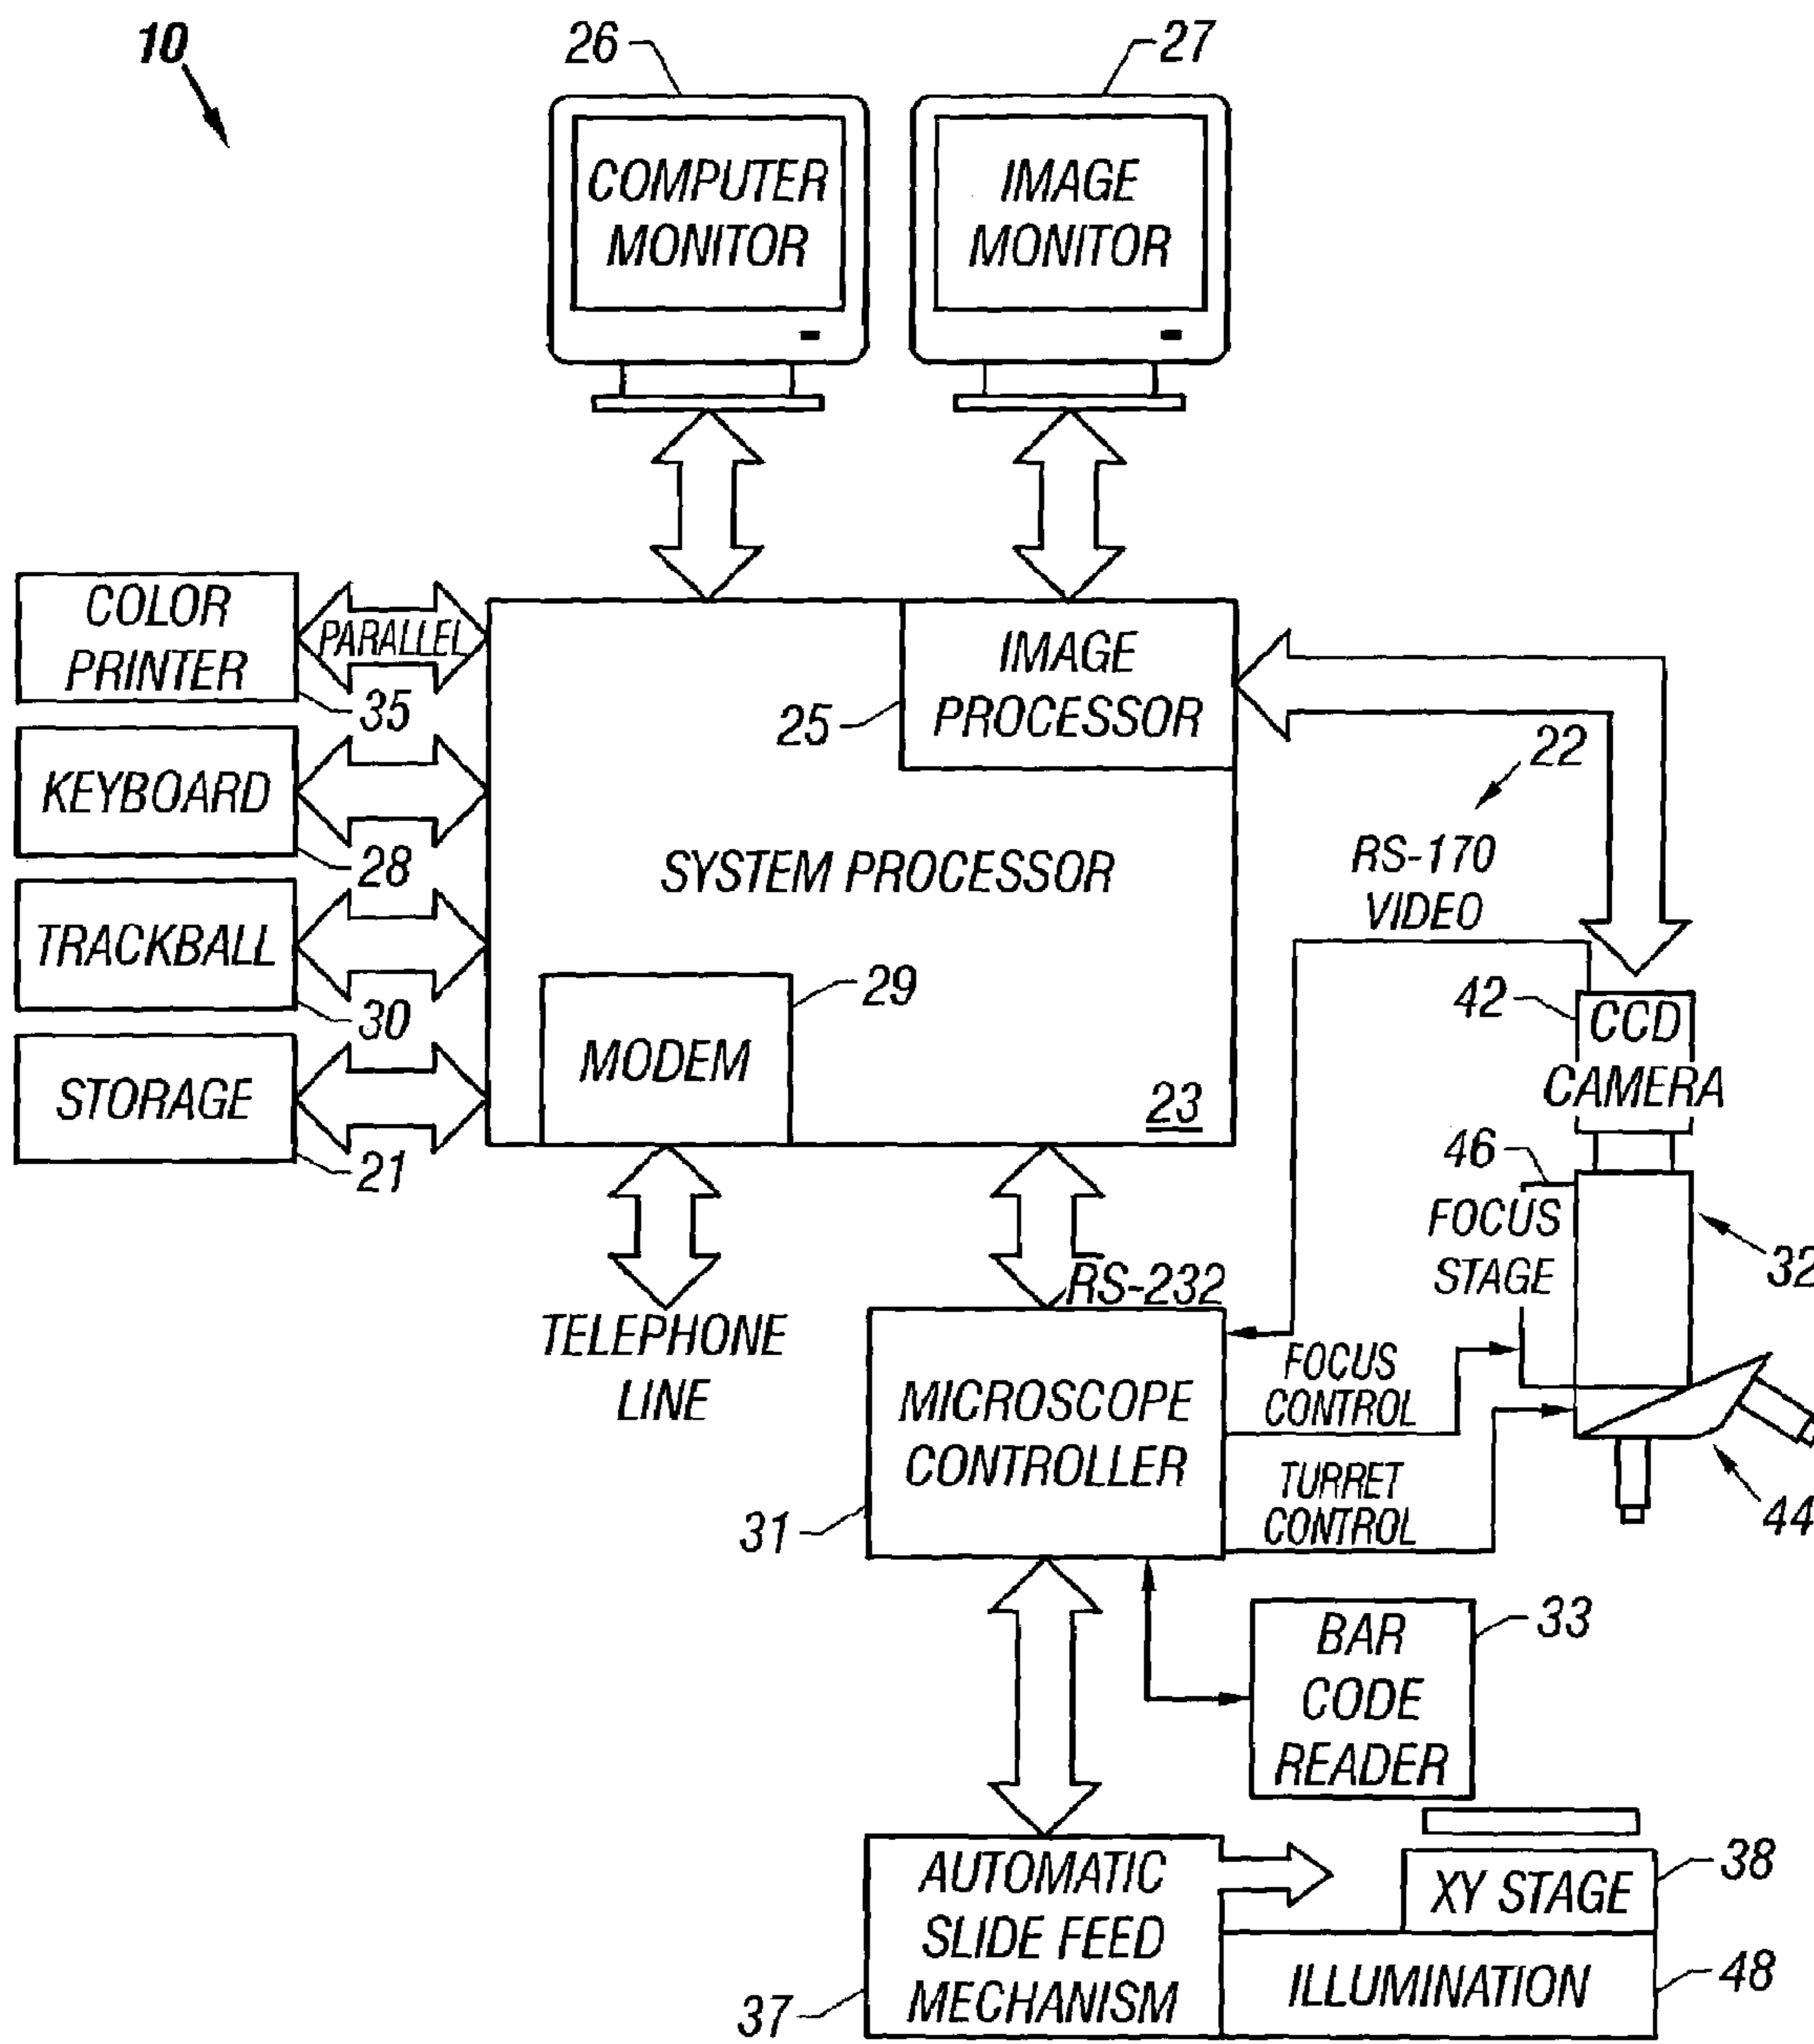 10
26
27
COMPUTER
MONITOR
IMAGE
MONITOR
COLOR
PRINTER
PARALLEL
35
KEYBOARD
28
TRACKBALL
30
STORAGE
21
IMAGE
PROCESSOR
25
SYSTEM PROCESSOR
MODEM
29
23
22
RS-170
VIDEO
42
CCD
CAMERA
46
FOCUS
STAGE
32
44
TELEPHONE
LINE
RS-232
MICROSCOPE
CONTROLLER
31
FOCUS
CONTROL
TURRET
CONTROL
BAR
CODE
READER
33
AUTOMATIC
SLIDE FEED
MECHANISM
37
XY STAGE
38
ILLUMINATION
48